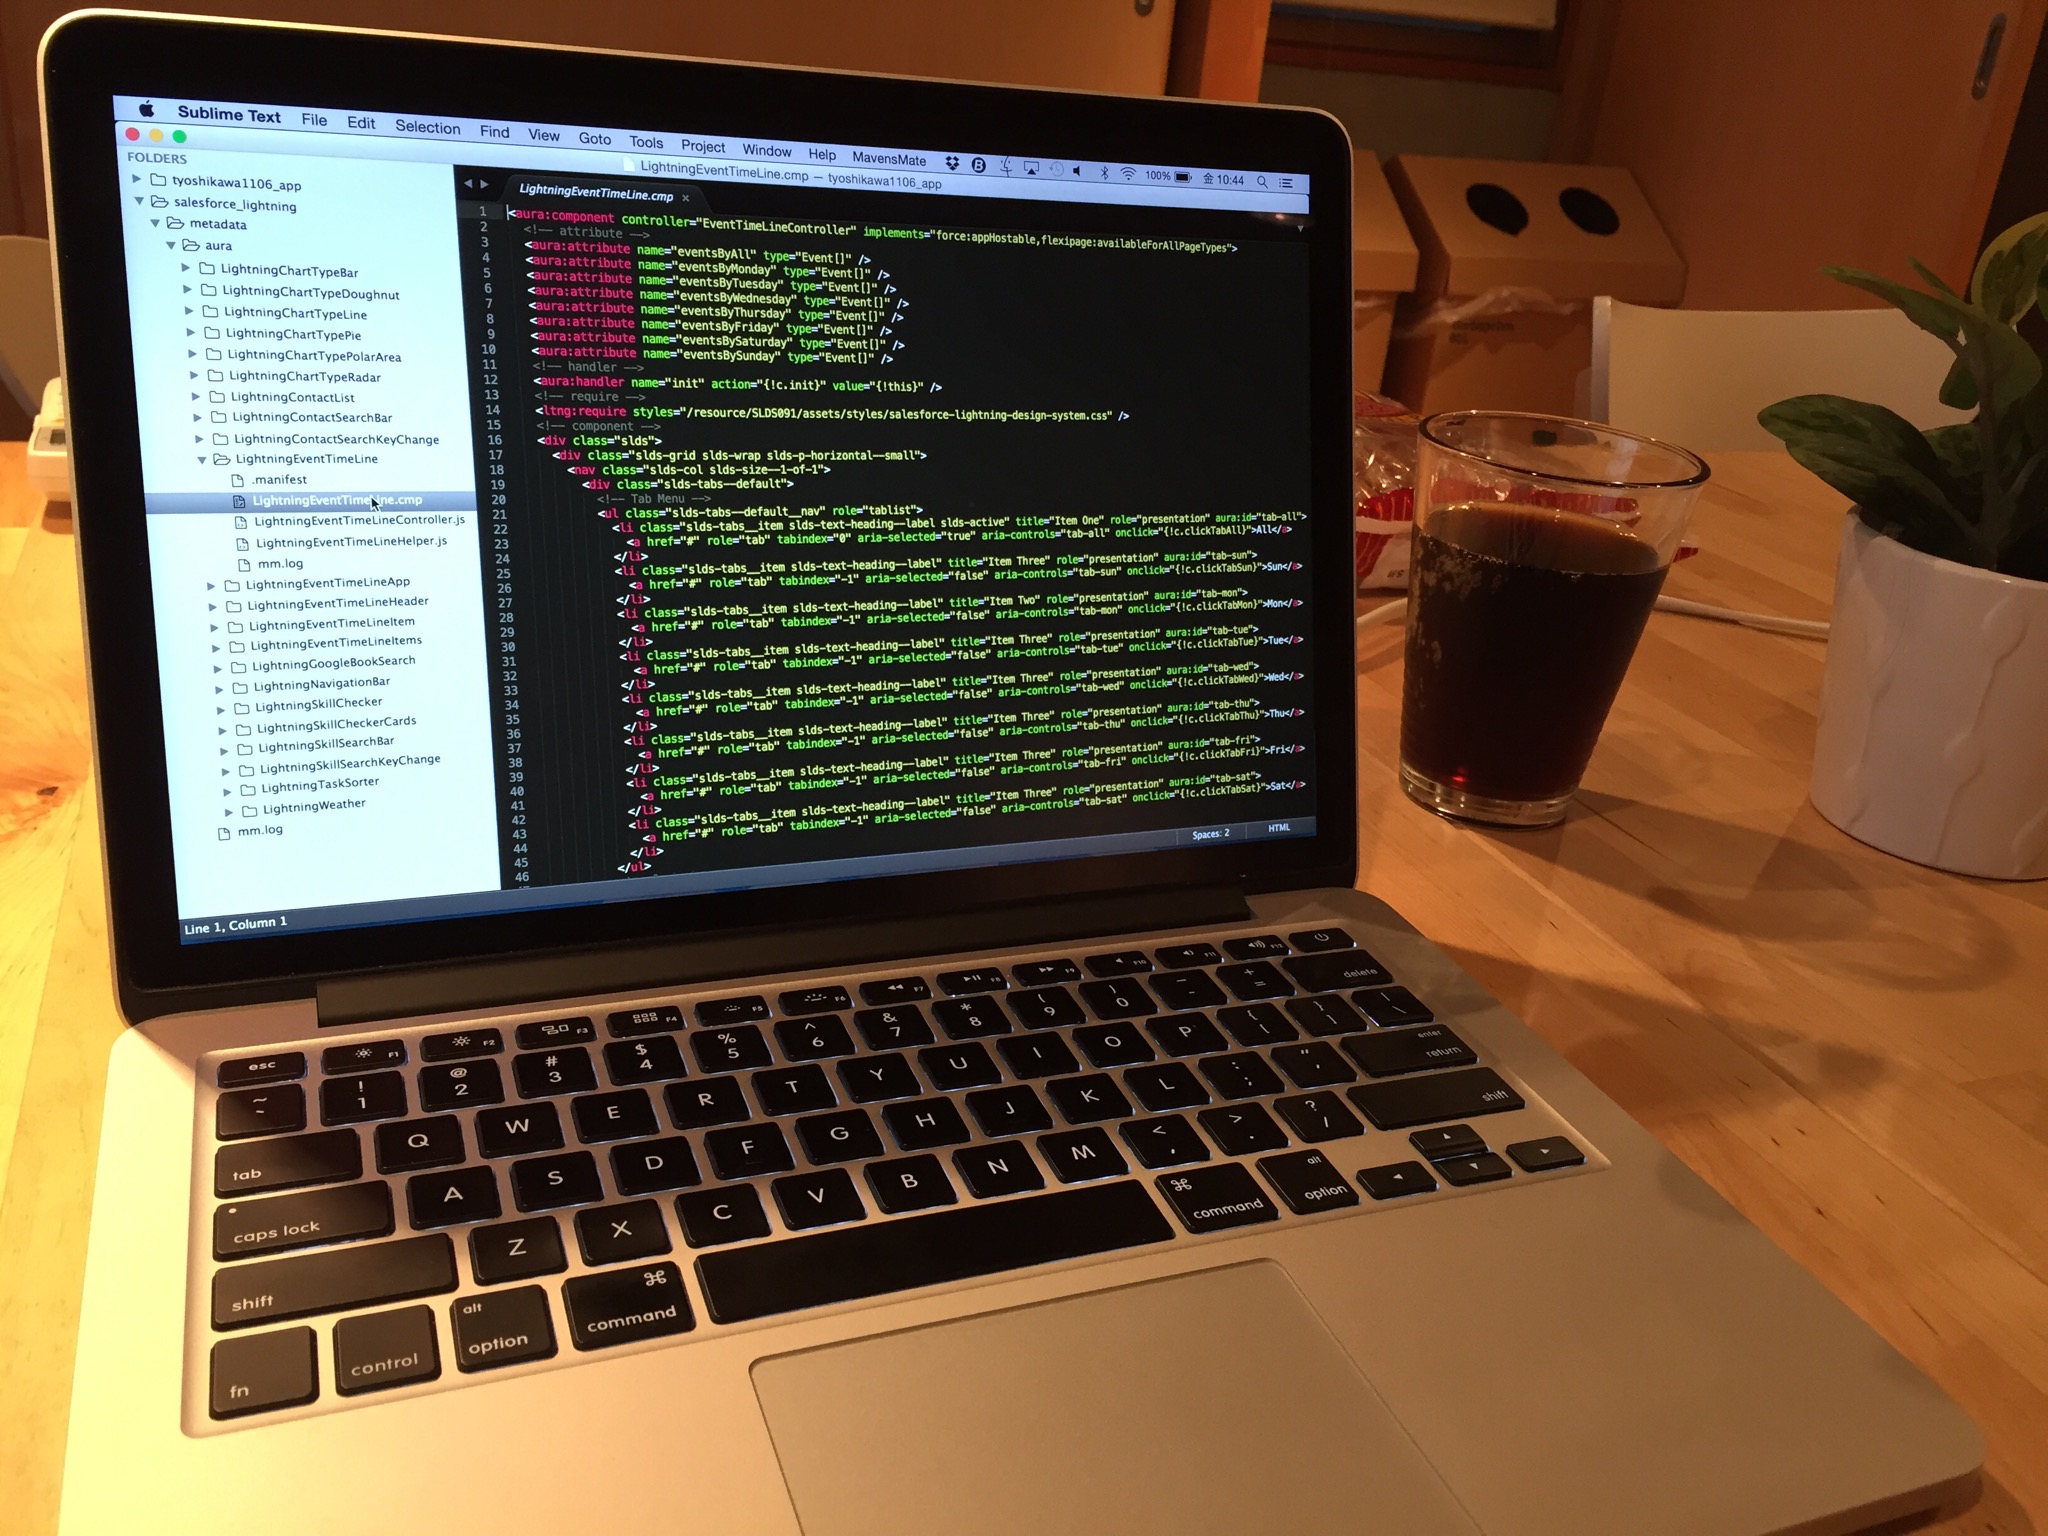 Sublime Text File Edit Selection Find View Goto Tools Project Window Help MavensMate 100% 金 10:44
LightningEventTimeLine.cmp — tyoshikawa1106_app
FOLDERS
tyoshikawa1106_app
salesforce_lightning
metadata
aura
LightningChartTypeBar
LightningChartTypeDoughnut
LightningChartTypeLine
LightningChartTypePie
LightningChartTypePolarArea
LightningChartTypeRadar
LightningContactList
LightningContactSearchBar
LightningContactSearchKeyChange
LightningEventTimeLine
.manifest
LightningEventTimeLine.cmp
LightningEventTimeLineController.js
LightningEventTimeLineHelper.js
mm.log
LightningEventTimeLineApp
LightningEventTimeLineHeader
LightningEventTimeLineItem
LightningEventTimeLineItems
LightningGoogleBookSearch
LightningNavigationBar
LightningSkillChecker
LightningSkillCheckerCards
LightningSkillSearchBar
LightningSkillSearchKeyChange
LightningTaskSorter
LightningWeather
mm.log
LightningEventTimeLine.cmp ×
1 <aura:component controller="EventTimeLineController" implements="force:appHostable,flexipage:availableForAllPageTypes">
2 <!-- attribute -->
3 <aura:attribute name="eventsByAll" type="Event[]" />
4 <aura:attribute name="eventsByMonday" type="Event[]" />
5 <aura:attribute name="eventsByTuesday" type="Event[]" />
6 <aura:attribute name="eventsByWednesday" type="Event[]" />
7 <aura:attribute name="eventsByThursday" type="Event[]" />
8 <aura:attribute name="eventsByFriday" type="Event[]" />
9 <aura:attribute name="eventsBySaturday" type="Event[]" />
10 <aura:attribute name="eventsBySunday" type="Event[]" />
11 <!-- handler -->
12 <aura:handler name="init" action="{!c.init}" value="{!this}" />
13 <!-- require -->
14 <ltng:require styles="/resource/SLDS091/assets/styles/salesforce-lightning-design-system.css" />
15 <!-- component -->
16 <div class="slds">
17 <div class="slds-grid slds-wrap slds-p-horizontal--small">
18 <nav class="slds-col slds-size--1-of-1">
19 <div class="slds-tabs--default">
20 <!-- Tab Menu -->
21 <ul class="slds-tabs--default__nav" role="tablist">
22 <li class="slds-tabs__item slds-text-heading--label slds-active" title="Item One" role="presentation" aura:id="tab-all">
23 <a href="#" role="tab" tabindex="0" aria-selected="true" aria-controls="tab-all" onclick="{!c.clickTabAll}">All</a>
24 </li>
25 <li class="slds-tabs__item slds-text-heading--label" title="Item Three" role="presentation" aura:id="tab-sun">
26 <a href="#" role="tab" tabindex="-1" aria-selected="false" aria-controls="tab-sun" onclick="{!c.clickTabSun}">Sun</a>
27 </li>
28 <li class="slds-tabs__item slds-text-heading--label" title="Item Two" role="presentation" aura:id="tab-mon">
29 <a href="#" role="tab" tabindex="-1" aria-selected="false" aria-controls="tab-mon" onclick="{!c.clickTabMon}">Mon</a>
30 </li>
31 <li class="slds-tabs__item slds-text-heading--label" title="Item Three" role="presentation" aura:id="tab-tue">
32 <a href="#" role="tab" tabindex="-1" aria-selected="false" aria-controls="tab-tue" onclick="{!c.clickTabTue}">Tue</a>
33 </li>
34 <li class="slds-tabs__item slds-text-heading--label" title="Item Three" role="presentation" aura:id="tab-wed">
35 <a href="#" role="tab" tabindex="-1" aria-selected="false" aria-controls="tab-wed" onclick="{!c.clickTabWed}">Wed</a>
36 </li>
37 <li class="slds-tabs__item slds-text-heading--label" title="Item Three" role="presentation" aura:id="tab-thu">
38 <a href="#" role="tab" tabindex="-1" aria-selected="false" aria-controls="tab-thu" onclick="{!c.clickTabThu}">Thu</a>
39 </li>
40 <li class="slds-tabs__item slds-text-heading--label" title="Item Three" role="presentation" aura:id="tab-fri">
41 <a href="#" role="tab" tabindex="-1" aria-selected="false" aria-controls="tab-fri" onclick="{!c.clickTabFri}">Fri</a>
42 </li>
43 <li class="slds-tabs__item slds-text-heading--label" title="Item Three" role="presentation" aura:id="tab-sat">
44 <a href="#" role="tab" tabindex="-1" aria-selected="false" aria-controls="tab-sat" onclick="{!c.clickTabSat}">Sat</a>
45 </li>
46 </ul>
Line 1, Column 1 Spaces: 2 HTML
esc F1 F2 F3 F4 F5 F6 F7 F8 F9 F10 F11 F12
~ ` ! 1 @ 2 # 3 $ 4 % 5 ^ 6 & 7 * 8 ( 9 ) 0 _ - + = delete
tab Q W E R T Y U I O P { [ } ] | \
caps lock A S D F G H J K L : ; " ' enter return
shift Z X C V B N M < , > . ? / shift
fn control alt option ⌘ command ⌘ command alt option